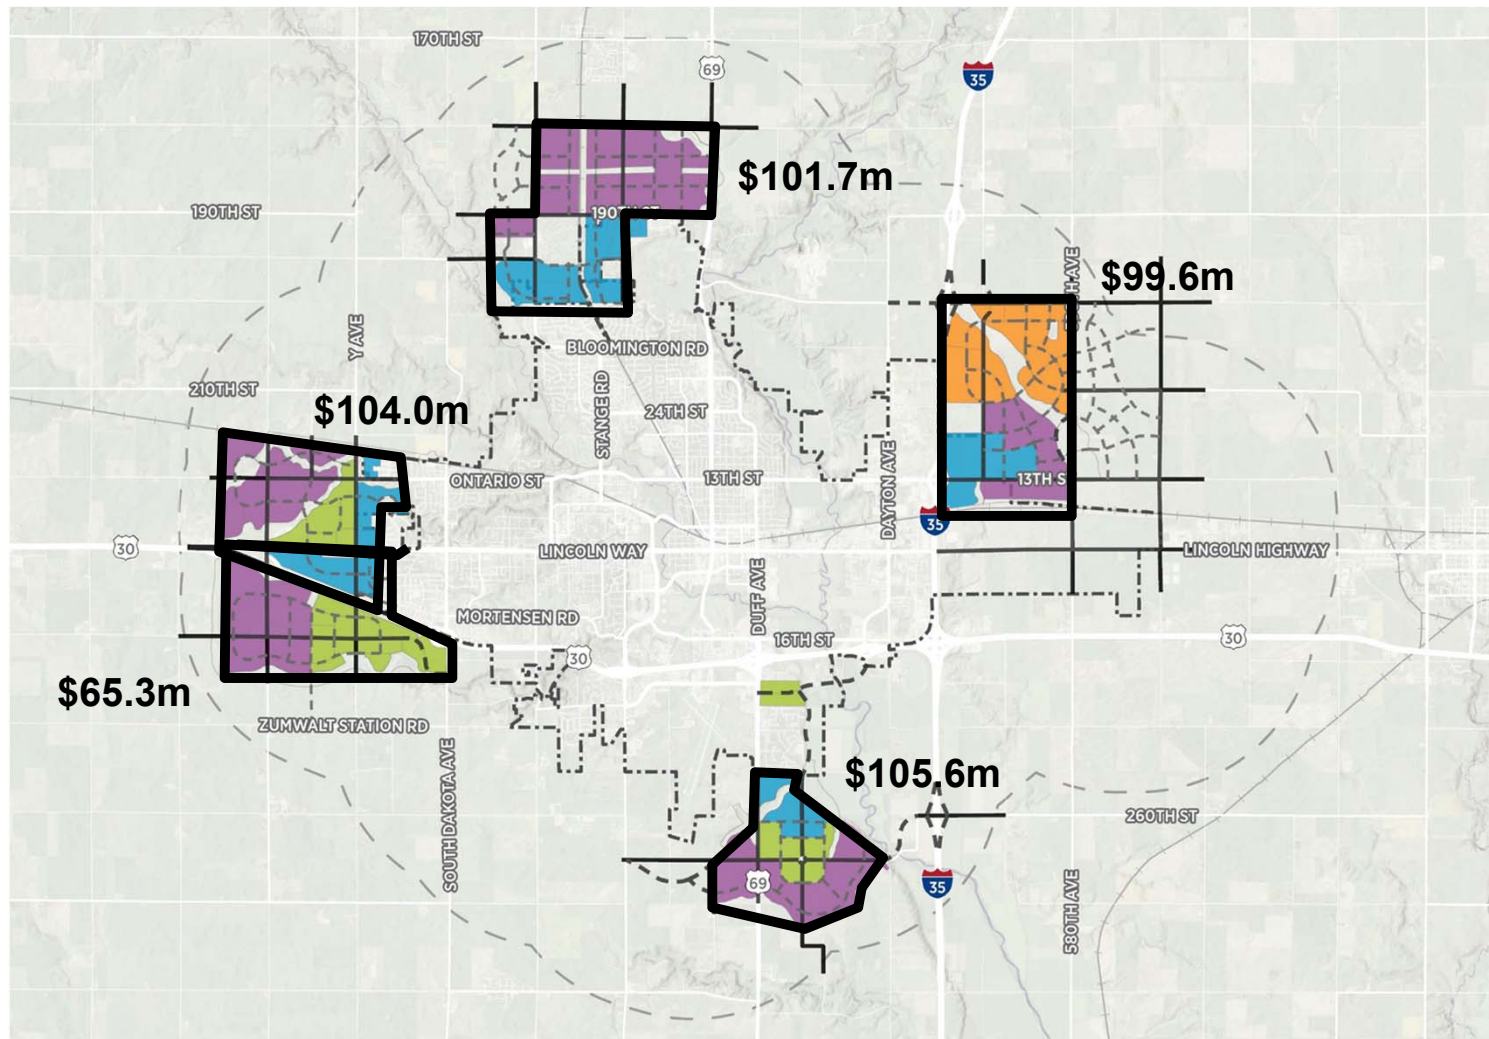 170TH ST
69
35
$101.7m
190TH ST
190TH ST
$99.6m
Y AVE
BLOOMINGTON RD
210TH ST
$104.0m
STANGE RD
24TH ST
ONTARIO ST
13TH ST
DAYTON AVE
13TH S
35
30
LINCOLN WAY
LINCOLN HIGHWAY
DUFF AVE
MORTENSEN RD
16TH ST
30
30
$65.3m
ZUMWALT STATION RD
SOUTH DAKOTA AVE
$105.6m
260TH ST
69
35
580TH AVE